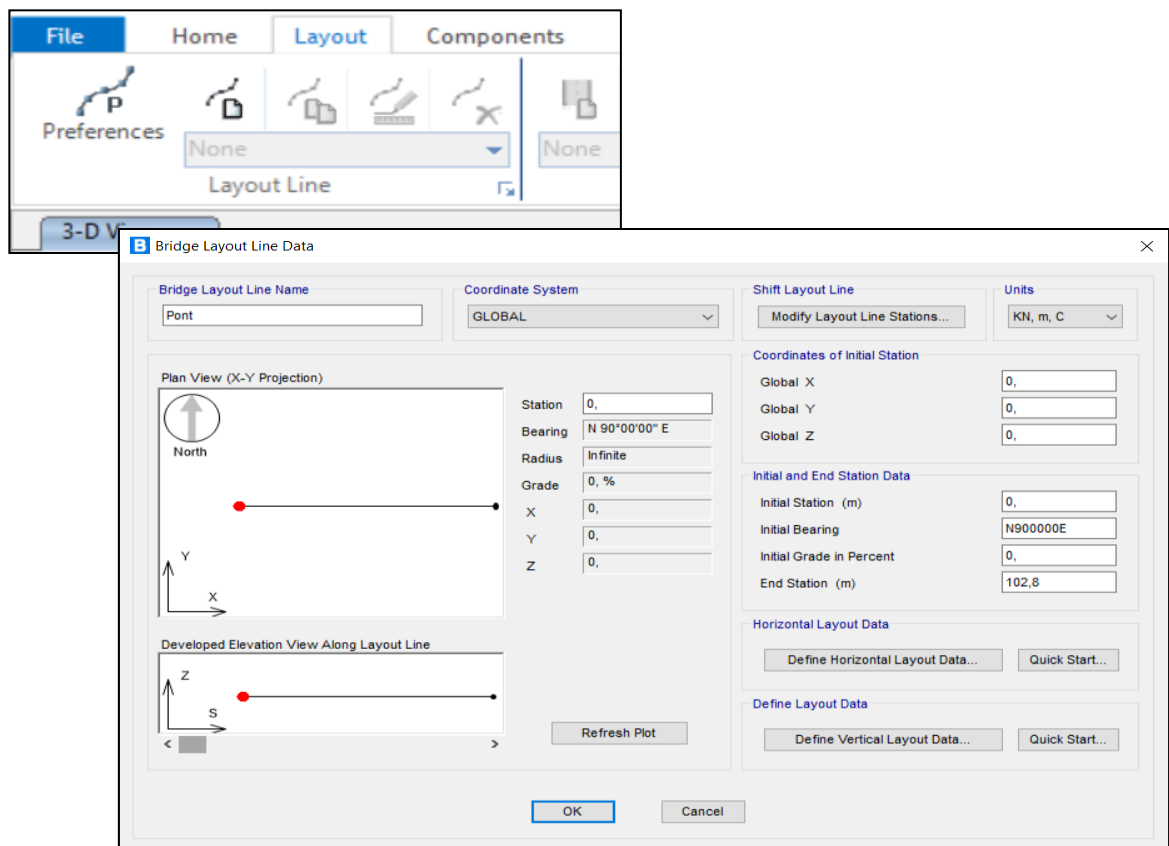 File Home Layout Components
P
Preferences
None None
Layout Line
3-D V
B Bridge Layout Line Data
Bridge Layout Line Name Coordinate System Shift Layout Line Units
Pont GLOBAL Modify Layout Line Stations... KN, m, C
Plan View (X-Y Projection)
North
Y
X
Station 0,
Bearing N 90°00'00" E
Radius Infinite
Grade 0, %
X 0,
Y 0,
Z 0,
Developed Elevation View Along Layout Line
Z
S
Refresh Plot
Coordinates of Initial Station
Global X 0,
Global Y 0,
Global Z 0,
Initial and End Station Data
Initial Station (m) 0,
Initial Bearing N900000E
Initial Grade in Percent 0,
End Station (m) 102,8
Horizontal Layout Data
Define Horizontal Layout Data... Quick Start...
Define Layout Data
Define Vertical Layout Data... Quick Start...
OK Cancel